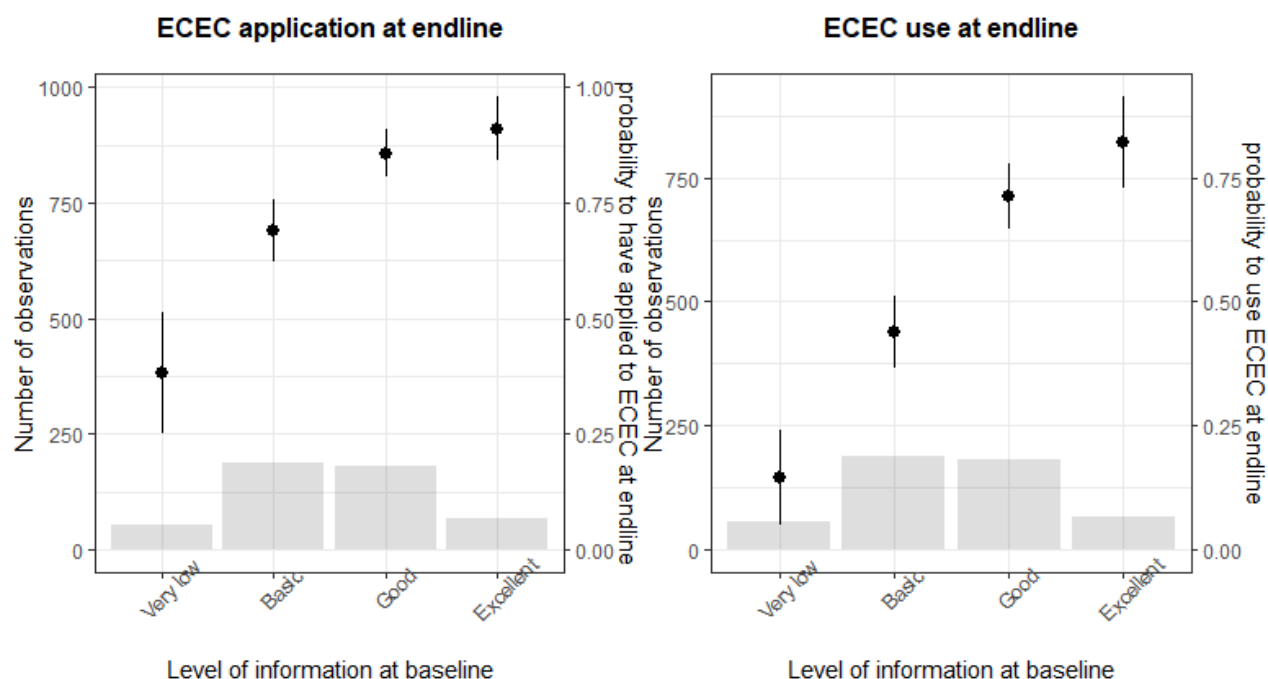 ECEC application at endline
Number of observations
1000
750
500
250
0
1.00
0.75
0.50
0.25
0.00
probability to have applied to ECEC at endline
Very low
Basic
Good
Excellent
Level of information at baseline
ECEC use at endline
Number of observations
750
500
250
0
0.75
0.50
0.25
0.00
probability to use ECEC at endline
Very low
Basic
Good
Excellent
Level of information at baseline